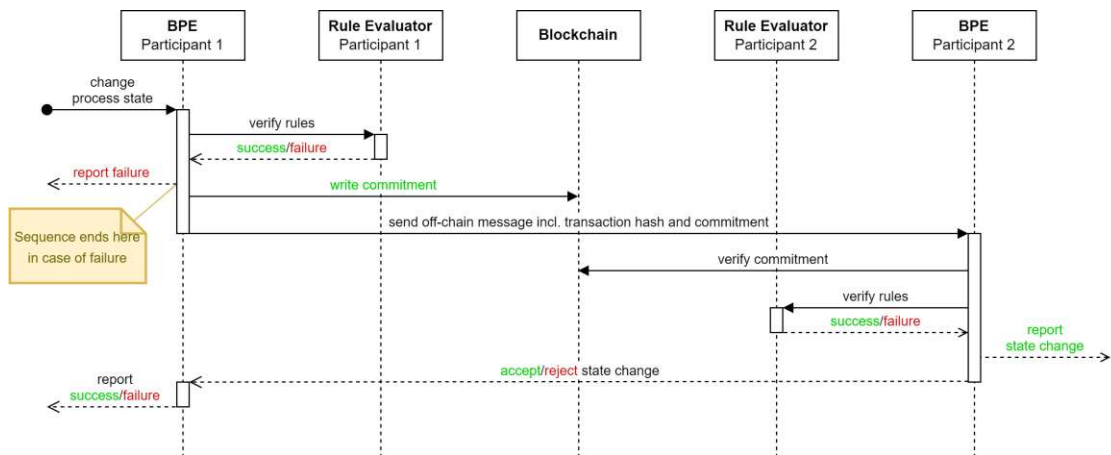 BPE
Participant 1
Rule Evaluator
Participant 1
Blockchain
Rule Evaluator
Participant 2
BPE
Participant 2
change
process state
verify rules
success/failure
report failure
write commitment
Sequence ends here
in case of failure
send off-chain message incl. transaction hash and commitment
verify commitment
verify rules
success/failure
report
state change
accept/reject state change
report
success/failure